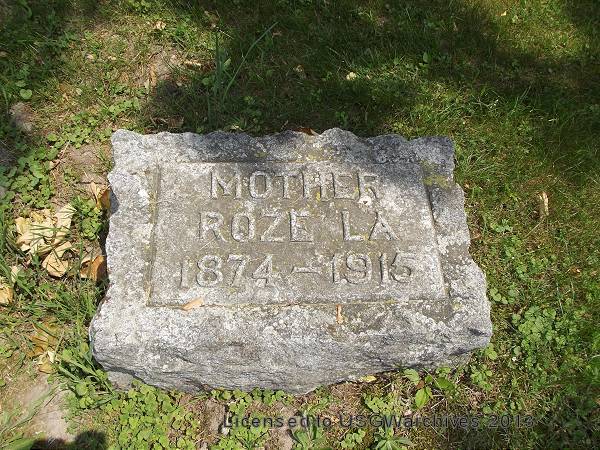 MOTHER
ROZE LA
1874–1915
Licensed to USGWarchives 2013